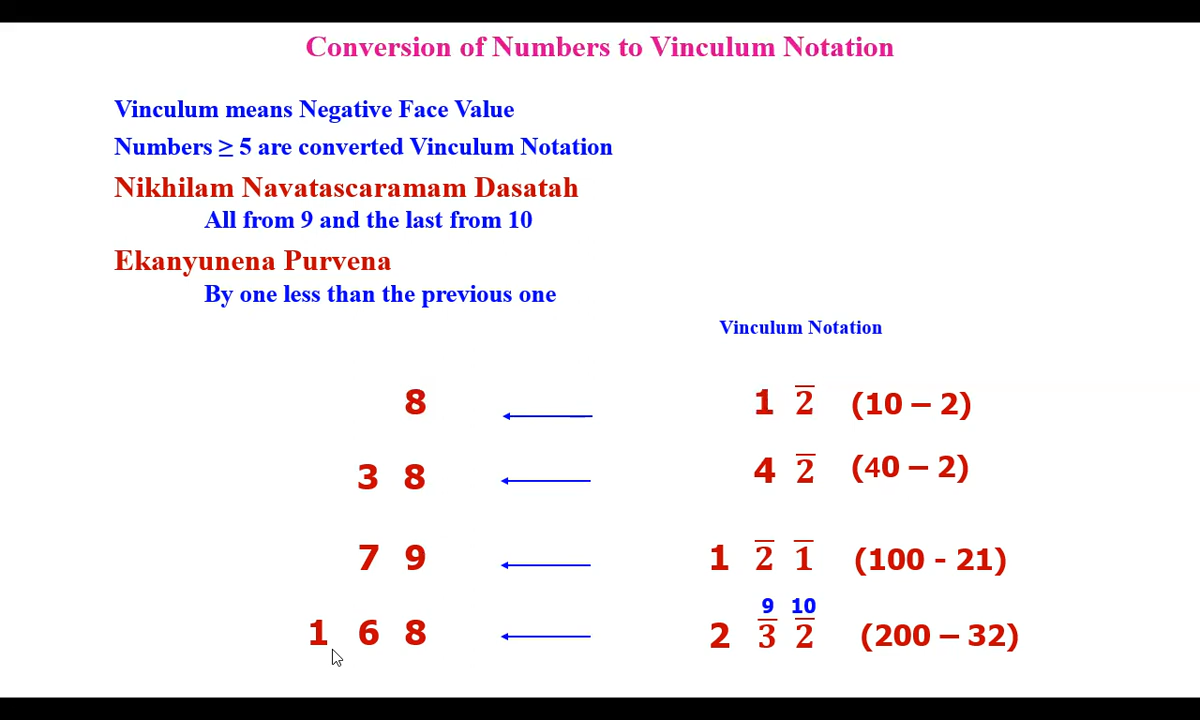 Conversion of Numbers to Vinculum Notation
Vinculum means Negative Face Value
Numbers ≥ 5 are converted Vinculum Notation
Nikhilam Navatascaramam Dasatah
All from 9 and the last from 10
Ekanyunena Purvena
By one less than the previous one
Vinculum Notation
8 ← 1 2̅ (10 – 2)
3 8 ← 4 2̅ (40 – 2)
7 9 ← 1 2̅ 1̅ (100 - 21)
9 10
1 6 8 ← 2 3̅ 2̅ (200 – 32)